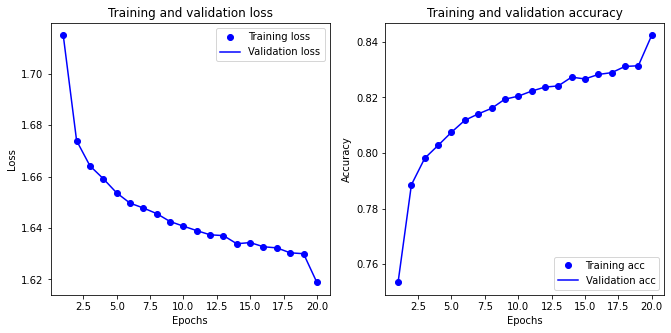 Training and validation loss
Training loss
Validation loss
1.70
1.68
1.66
1.64
1.62
Loss
2.5 5.0 7.5 10.0 12.5 15.0 17.5 20.0
Epochs
Training and validation accuracy
0.84
0.82
0.80
0.78
0.76
Accuracy
Training acc
Validation acc
2.5 5.0 7.5 10.0 12.5 15.0 17.5 20.0
Epochs